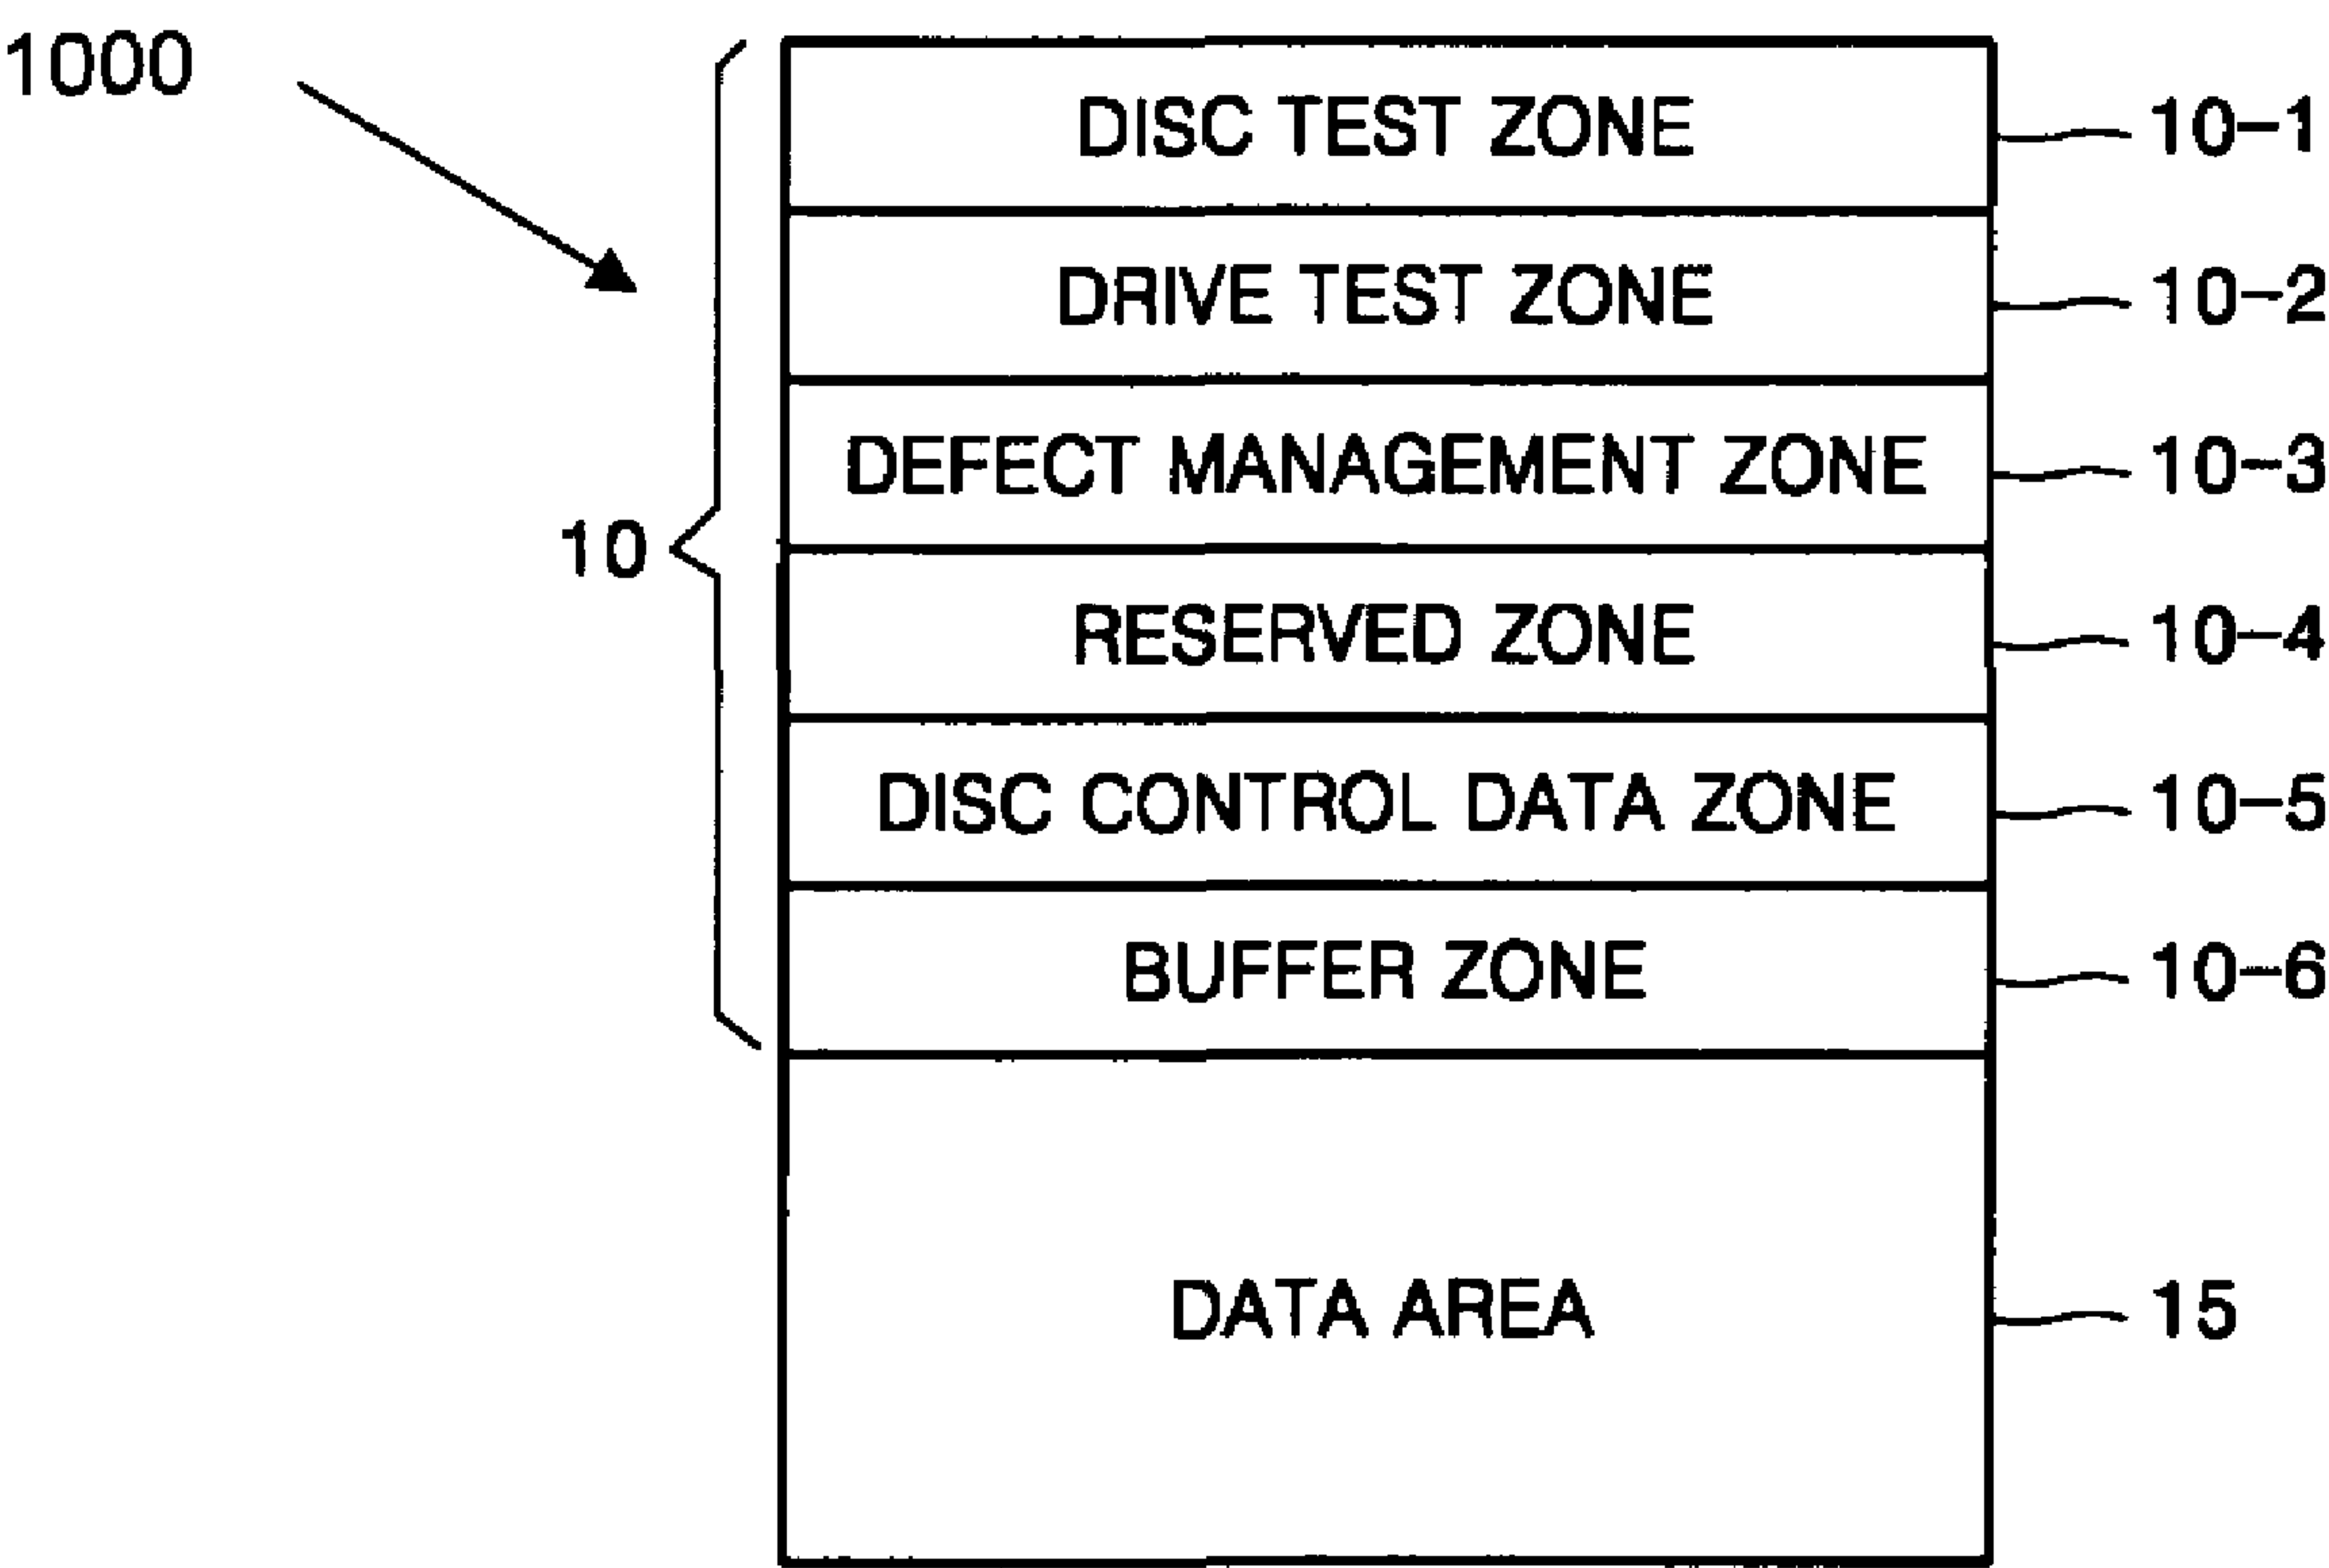 1000
DISC TEST ZONE 10-1
DRIVE TEST ZONE 10-2
DEFECT MANAGEMENT ZONE 10-3
10
RESERVED ZONE 10-4
DISC CONTROL DATA ZONE 10-5
BUFFER ZONE 10-6
DATA AREA 15